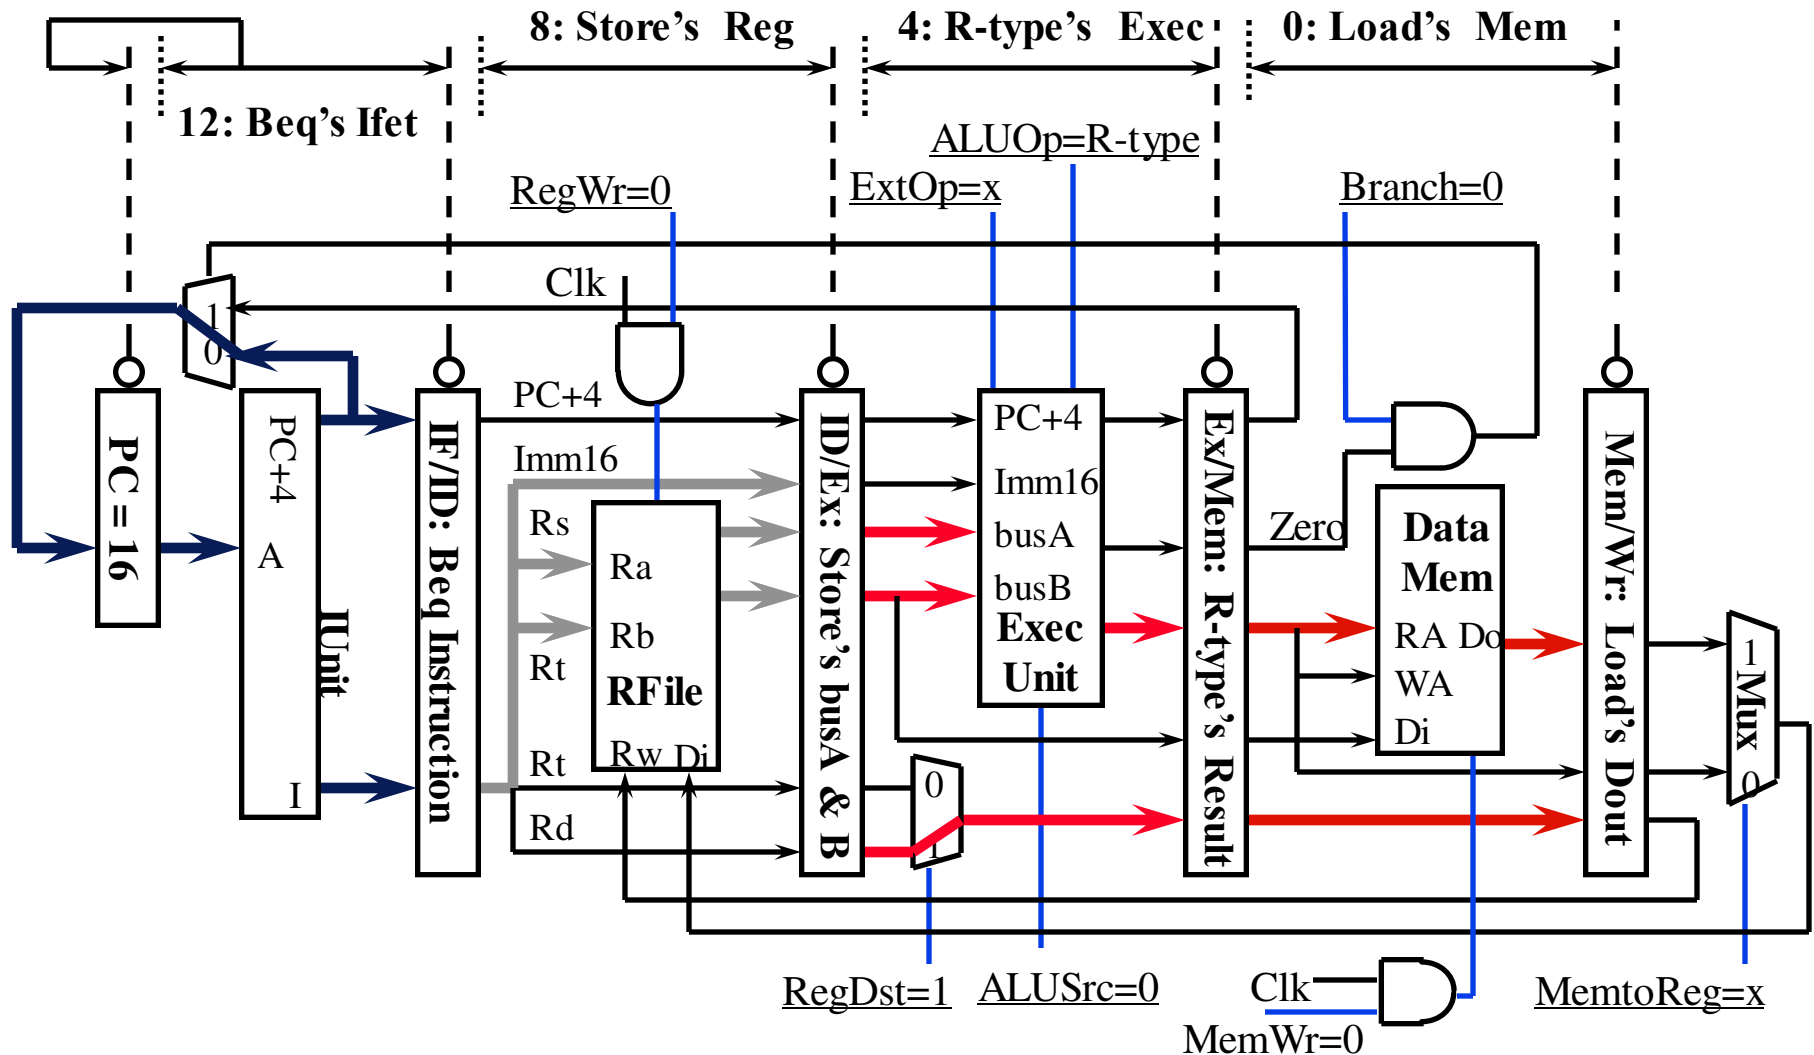 8: Store's Reg
4: R-type's Exec
0: Load's Mem
12: Beq's Ifet
ALUOp=R-type
RegWr=0
ExtOp=x
Branch=0
Clk
1
0
PC = 16
PC+4
A
I
IUnit
IF/ID: Beq Instruction
PC+4
Imm16
Rs
Ra
Rb
Rt
RFile
Rw Di
Rt
Rd
ID/Ex: Store's busA & B
PC+4
Imm16
busA
busB
Exec
Unit
0
1
Ex/Mem: R-type's Result
Zero
Data
Mem
RA Do
WA
Di
Mem/Wr: Load's Dout
1
Mux
0
RegDst=1
ALUSrc=0
Clk
MemWr=0
MemtoReg=x